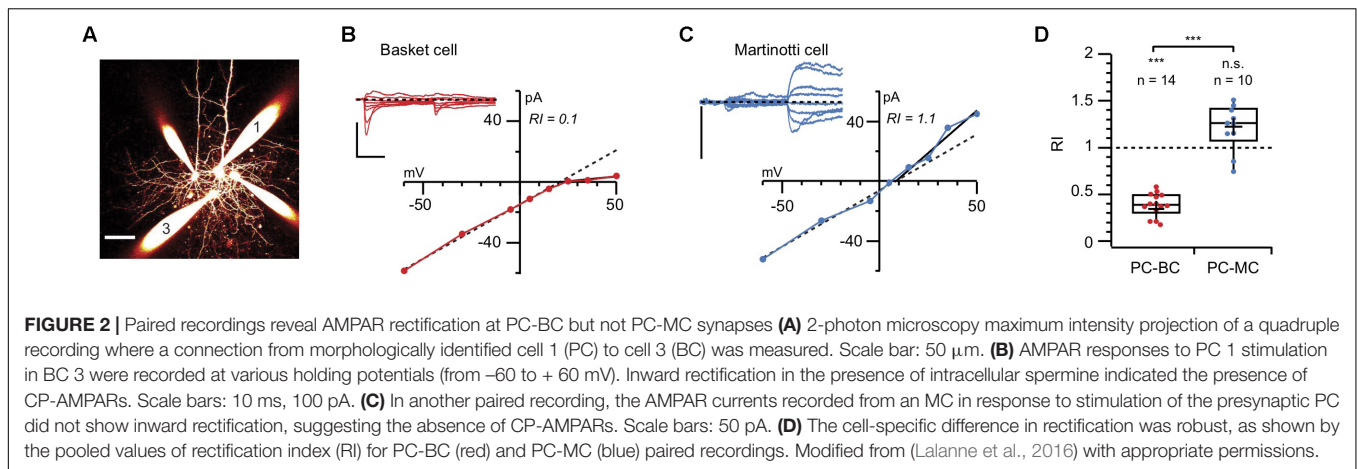 A
B
C
D
Basket cell
Martinotti cell
***
***
n.s.
n = 14
n = 10
1
3
pA
RI = 0.1
40
mV
-50
50
-40
pA
RI = 1.1
40
mV
-50
50
-40
2
1.5
1
0.5
0
RI
PC-BC
PC-MC
FIGURE 2 | Paired recordings reveal AMPAR rectification at PC-BC but not PC-MC synapses (A) 2-photon microscopy maximum intensity projection of a quadruple
recording where a connection from morphologically identified cell 1 (PC) to cell 3 (BC) was measured. Scale bar: 50 μm. (B) AMPAR responses to PC 1 stimulation
in BC 3 were recorded at various holding potentials (from –60 to + 60 mV). Inward rectification in the presence of intracellular spermine indicated the presence of
CP-AMPARs. Scale bars: 10 ms, 100 pA. (C) In another paired recording, the AMPAR currents recorded from an MC in response to stimulation of the presynaptic PC
did not show inward rectification, suggesting the absence of CP-AMPARs. Scale bars: 50 pA. (D) The cell-specific difference in rectification was robust, as shown by
the pooled values of rectification index (RI) for PC-BC (red) and PC-MC (blue) paired recordings. Modified from (Lalanne et al., 2016) with appropriate permissions.